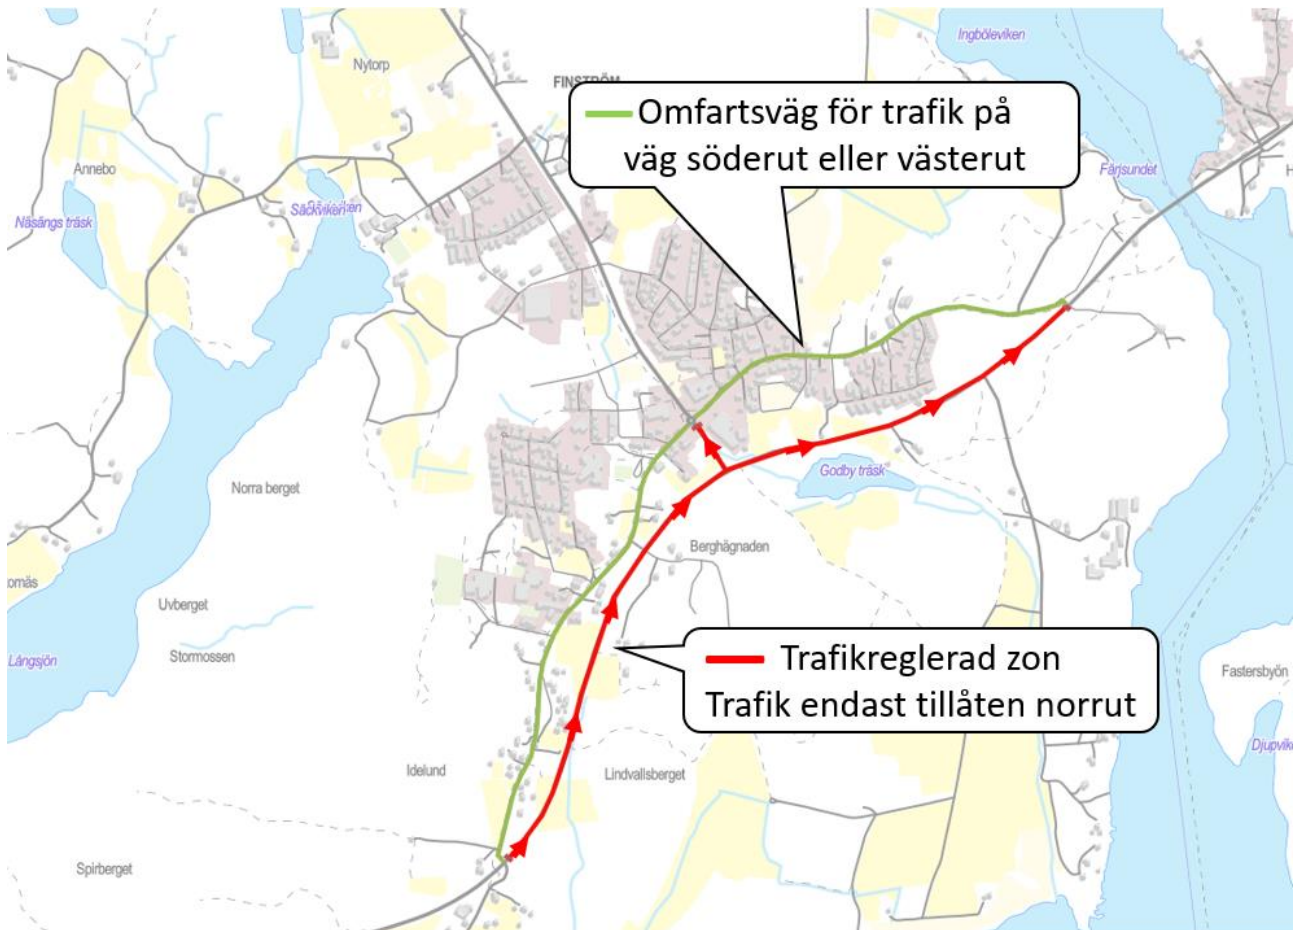 Ingböleviken
Nytorp
FINSTRÖM
Omfartsväg för trafik på
väg söderut eller västerut
Annebo
Färjsundet
Näsängs träsk
Säckviken
Godby träsk
Norra berget
Berghägnaden
Uvberget
Stormossen
Långsjön
Trafikreglerad zon
Trafik endast tillåten norrut
Fastersbyön
Idelund
Lindvallsberget
Spirberget